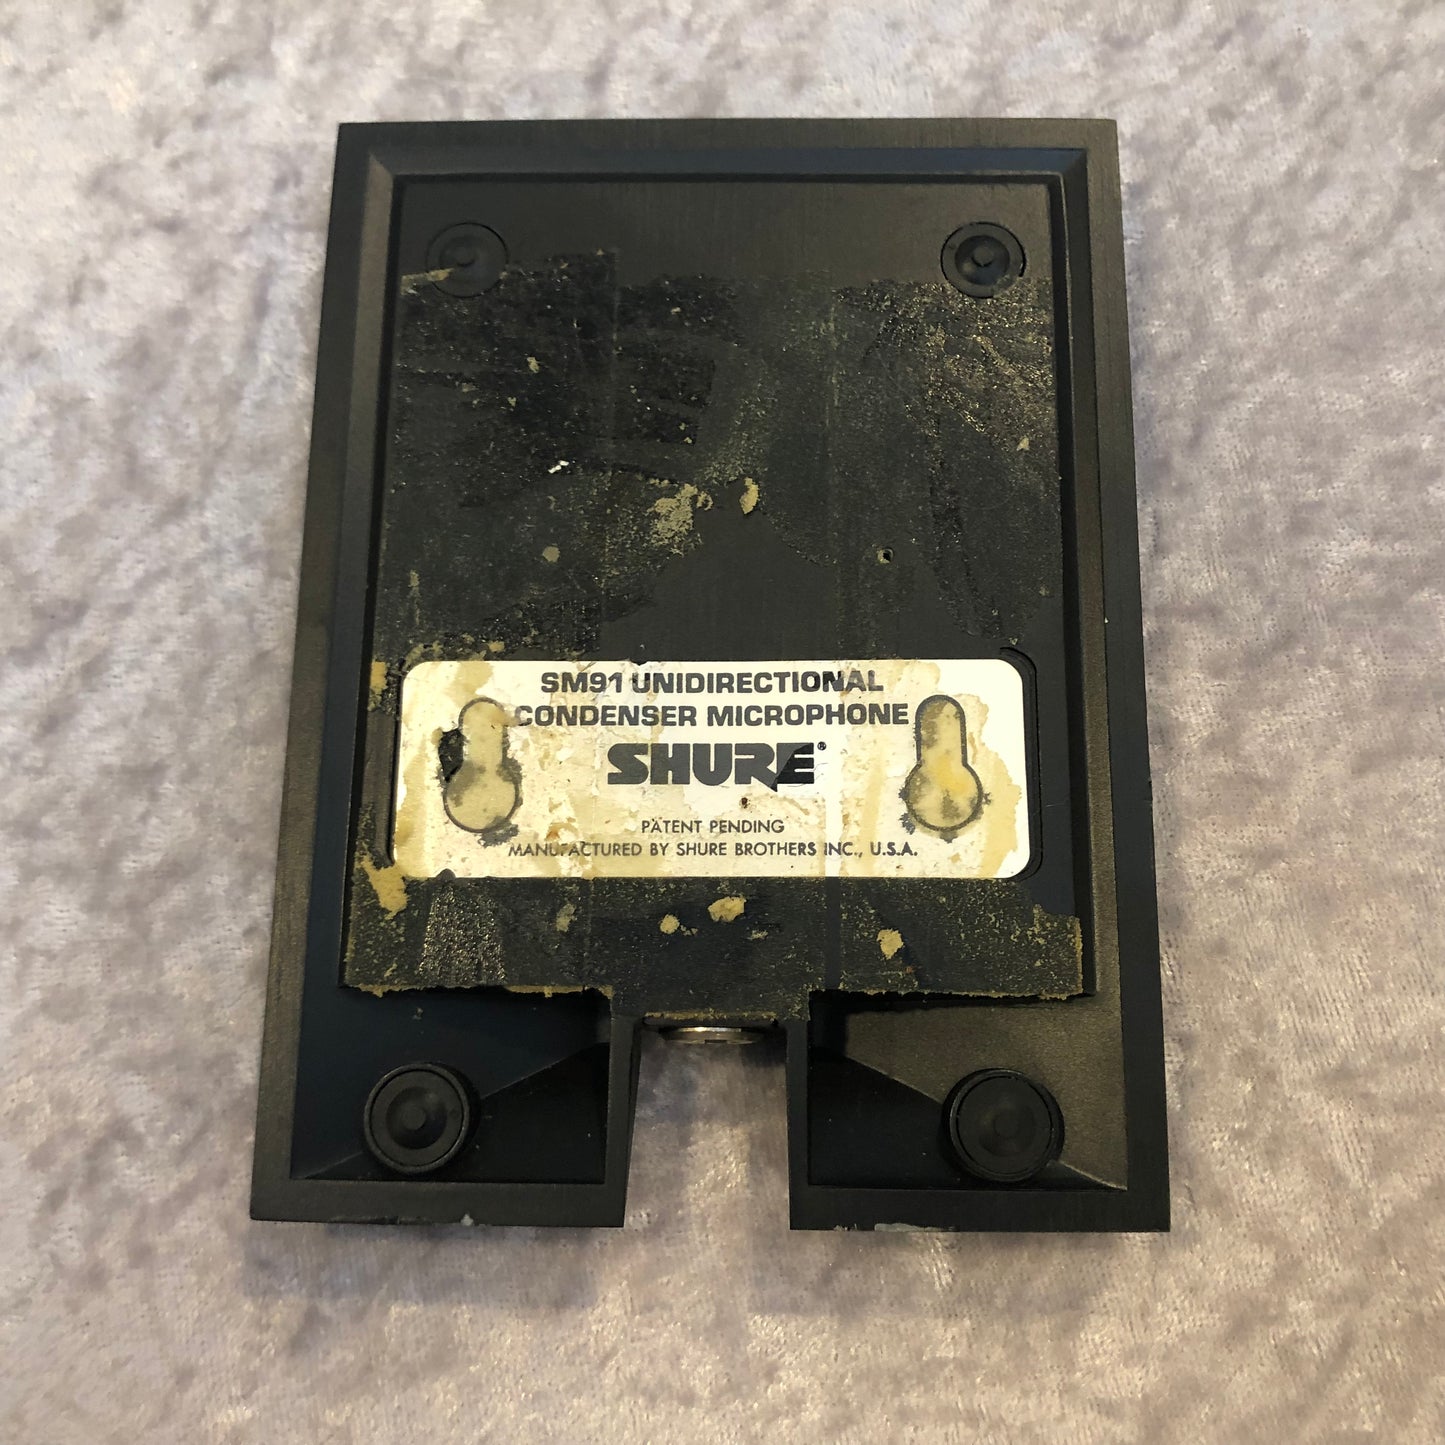 SM91 UNIDIRECTIONAL
CONDENSER MICROPHONE
SHURE®
PATENT PENDING
MANUFACTURED BY SHURE BROTHERS INC., U.S.A.